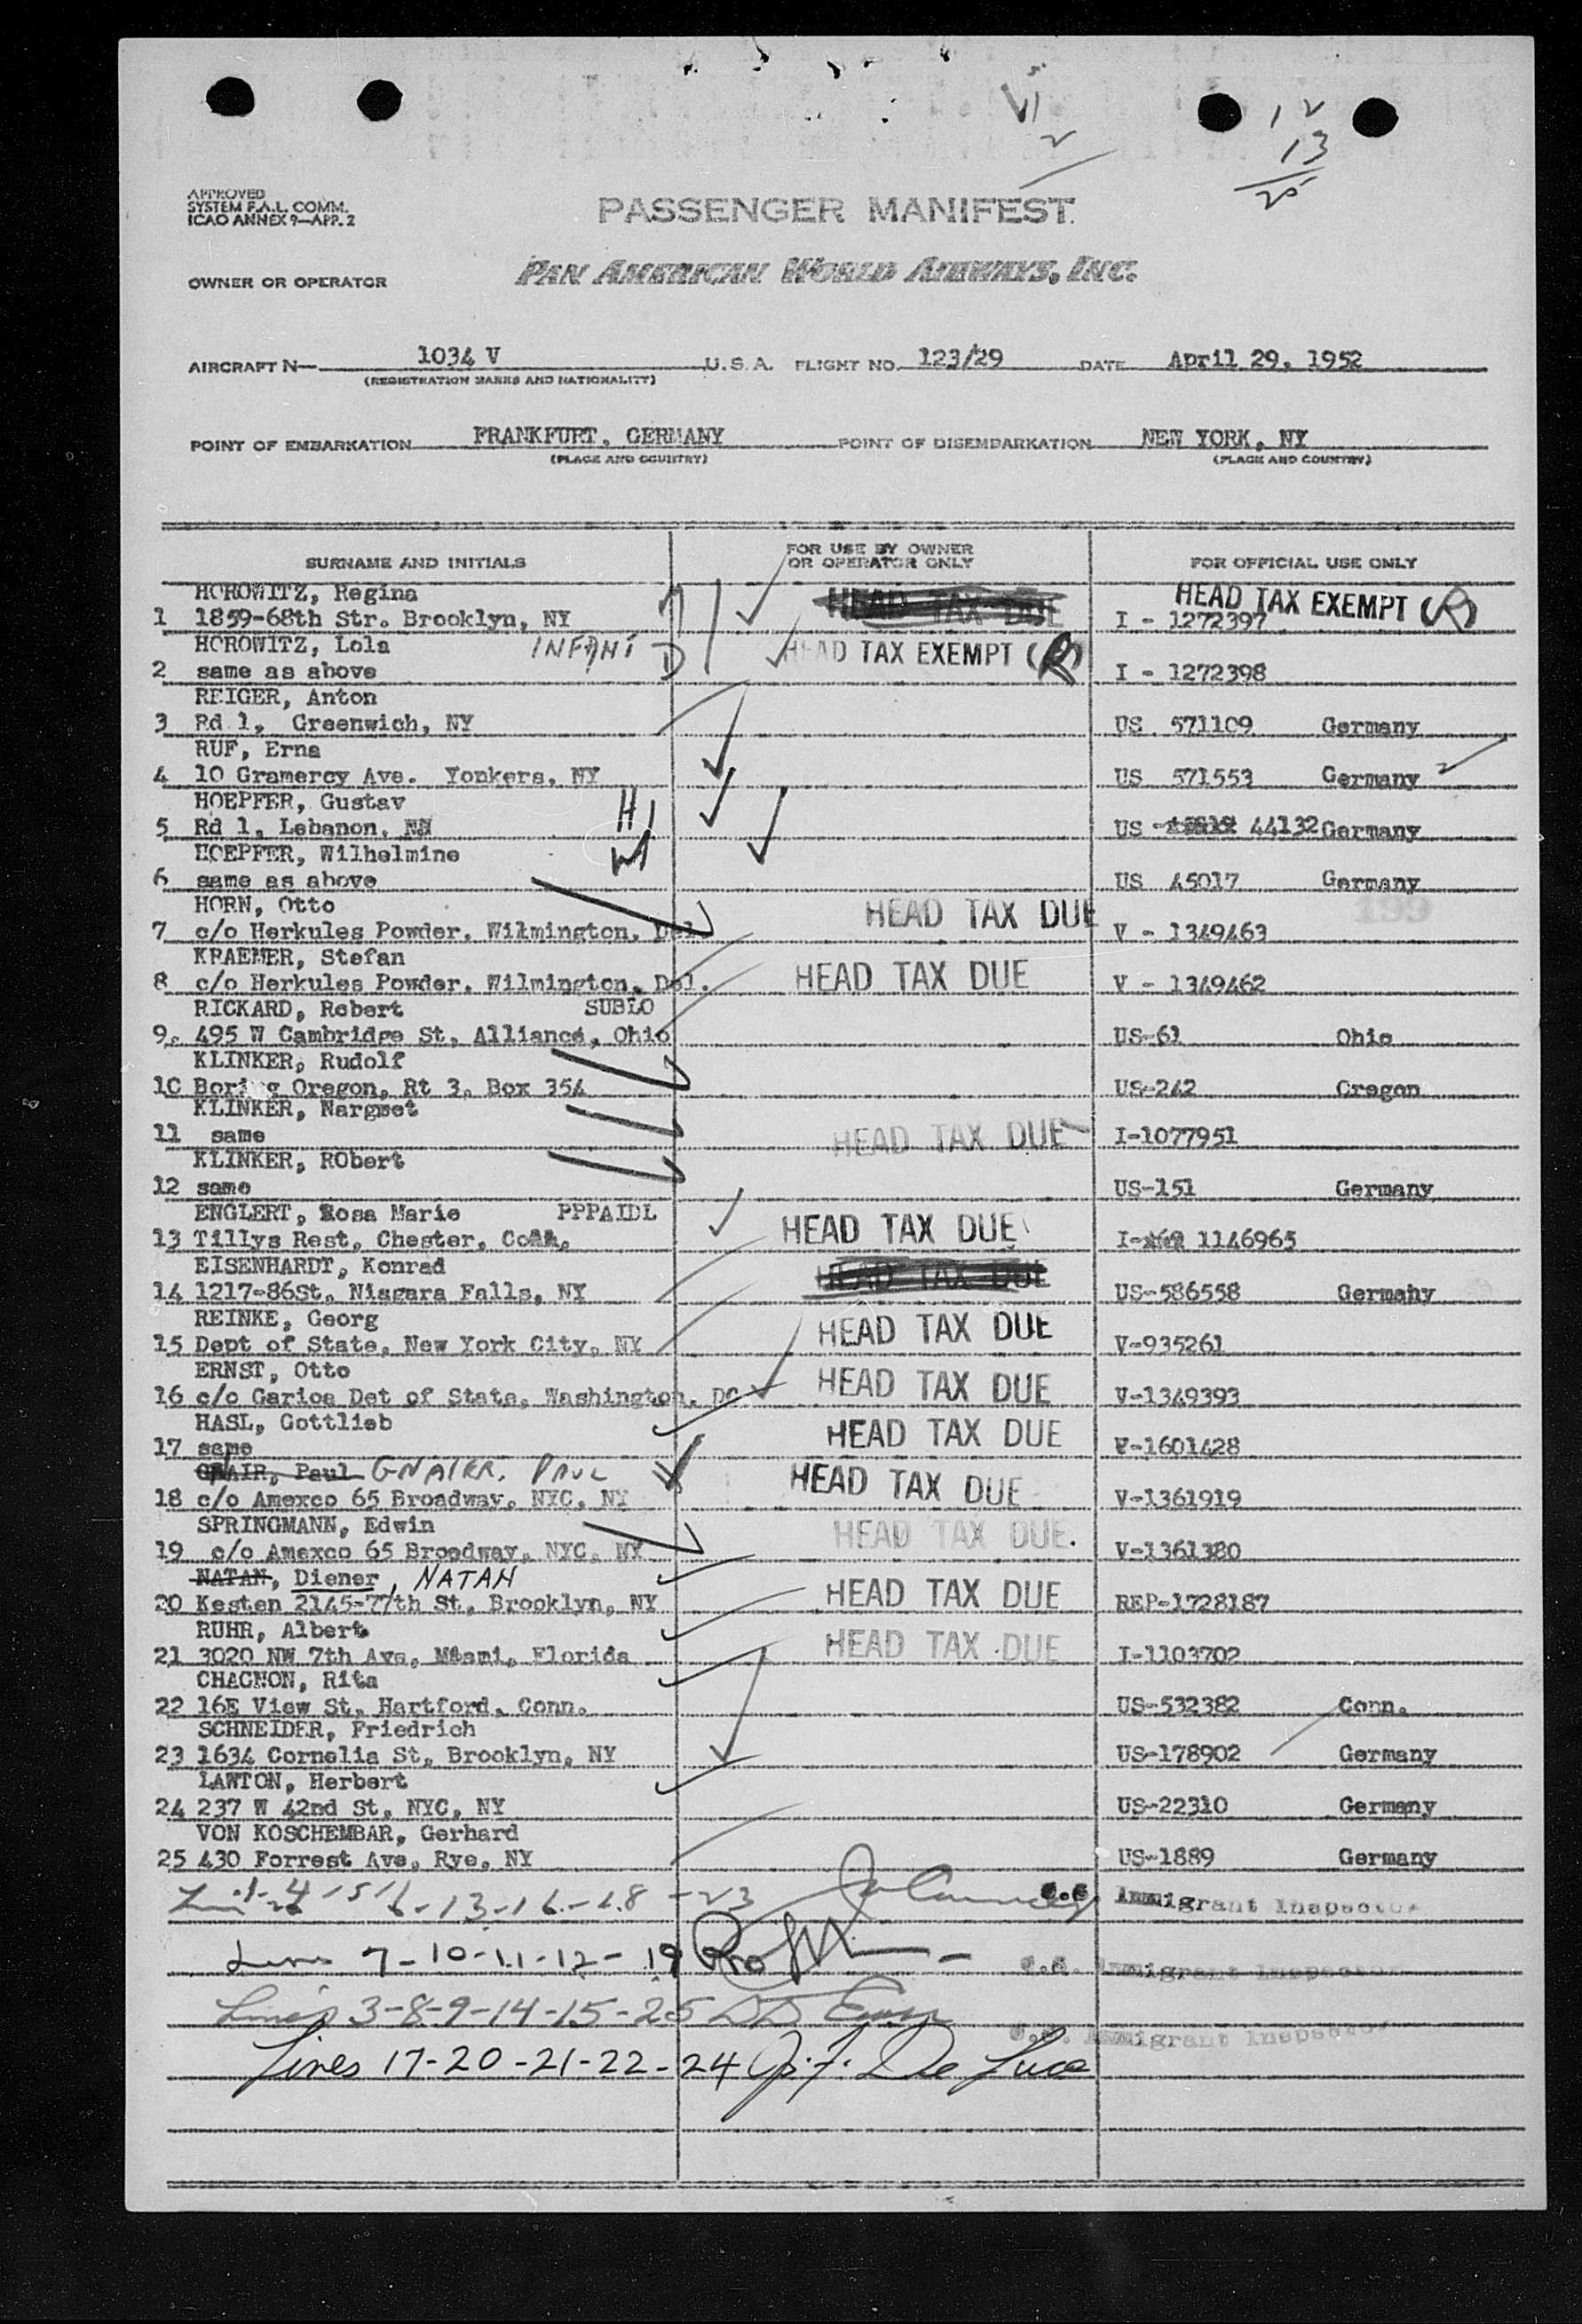 12
13
25
APPROVED
SYSTEM F.A.L. COMM.
ICAO ANNEX 9—APP. 2
PASSENGER MANIFEST
OWNER OR OPERATOR PAN AMERICAN WORLD AIRWAYS, INC.
AIRCRAFT N— 1034 V U.S.A. FLIGHT NO. 123/29 DATE April 29, 1952
(REGISTRATION MARKS AND NATIONALITY)
POINT OF EMBARKATION FRANKFURT, GERMANY POINT OF DISEMBARKATION NEW YORK, NY
(PLACE AND COUNTRY) (PLACE AND COUNTRY)
SURNAME AND INITIALS FOR USE BY OWNER OR OPERATOR ONLY FOR OFFICIAL USE ONLY
HOROWITZ, Regina HEAD TAX DUE HEAD TAX EXEMPT (R)
1 1859-68th Str. Brooklyn, NY I - 1272397
HOROWITZ, Lola INFANT HEAD TAX EXEMPT (R)
2 same as above I - 1272398
REIGER, Anton
3 Rd 1, Greenwich, NY US 571109 Germany
RUF, Erna
4 10 Gramercy Ave. Yonkers, NY US 571553 Germany
HOEPFER, Gustav H
5 Rd 1, Lebanon, US 44132 Germany
HOEPFER, Wilhelmine
6 same as above US 45017 Germany
HORN, Otto HEAD TAX DUE 199
7 c/o Herkules Powder, Wilmington, Del. V - 1349463
KRAEMER, Stefan HEAD TAX DUE
8 c/o Herkules Powder, Wilmington, Del. V - 1349462
RICKARD, Robert SUBLO
9. 495 W Cambridge St, Alliance, Ohio US-61 Ohio
KLINKER, Rudolf
10 Boring Oregon, Rt 3, Box 354 US-242 Oregon
KLINKER, Nargmet
11 same HEAD TAX DUE I-1077951
KLINKER, RObert
12 same US-151 Germany
ENGLERT, Rosa Marie PPPAIDL
13 Tillys Rest, Chester, Conn. HEAD TAX DUE I- 1146965
EISENHARDT, Konrad HEAD TAX DUE
14 1217-86St, Niagara Falls, NY US-586558 Germany
REINKE, Georg HEAD TAX DUE
15 Dept of State, New York City, NY V-935261
ERNST, Otto HEAD TAX DUE
16 c/o Garioa Det of State, Washington, DC V-1349393
HASL, Gottlieb HEAD TAX DUE
17 same V-1601428
GNAIR, Paul GNAIER, PAUL HEAD TAX DUE
18 c/o Amexco 65 Broadway, NYC, NY V-1361919
SPRINGMANN, Edwin HEAD TAX DUE.
19 c/o Amexco 65 Broadway, NYC, NY V-1361380
NATAN, Diener, NATAN HEAD TAX DUE
20 Kesten 2145-77th St, Brooklyn, NY REP-1728187
RUHR, Albert HEAD TAX DUE
21 3020 NW 7th Ave, Miami, Florida I-1103702
CHAGNON, Rita
22 16E View St, Hartford, Conn. US-532382 Conn.
SCHNEIDER, Friedrich
23 1634 Cornelia St, Brooklyn, NY US-178902 Germany
LAWTON, Herbert
24 237 W 42nd St, NYC, NY US-22310 Germany
VON KOSCHEMBAR, Gerhard
25 430 Forrest Ave, Rye, NY US-1889 Germany
6-13-16-18-23 Immigrant Inspector
Lines 7-10-11-12-19 Immigrant Inspector
Lines 3-8-9-14-15-25 Immigrant Inspector
Lines 17-20-21-22-24 J. F. De Luca